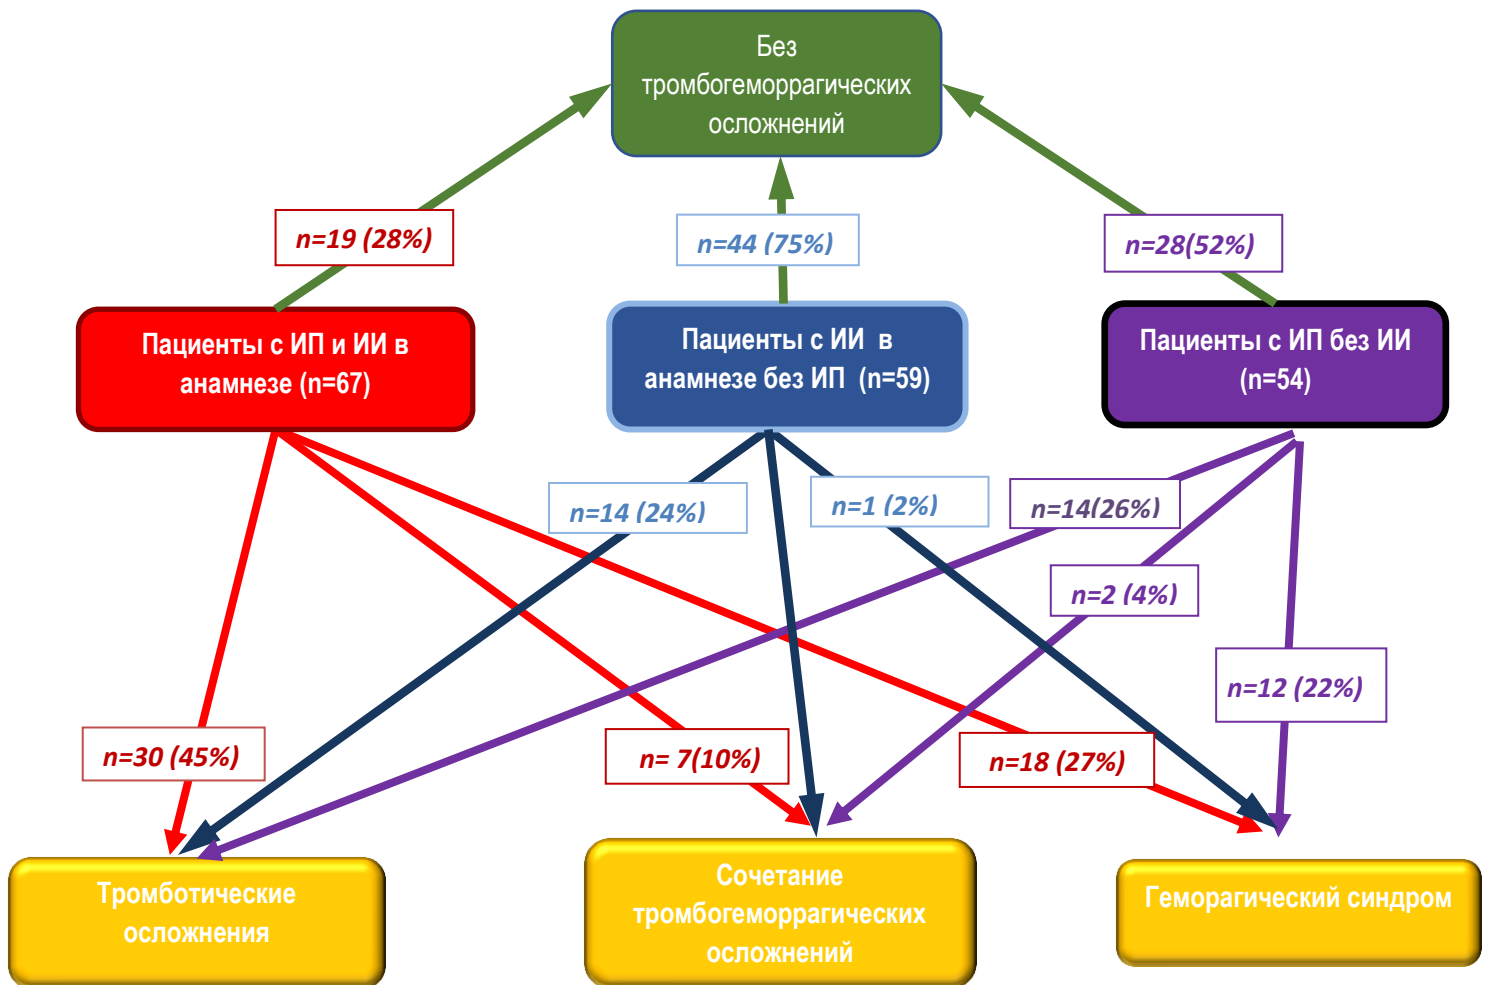 Без
тромбогеморрагических
осложнений
n=19 (28%)
n=44 (75%)
n=28(52%)
Пациенты с ИП и ИИ в
анамнезе (n=67)
Пациенты с ИИ в
анамнезе без ИП (n=59)
Пациенты с ИП без ИИ
(n=54)
n=14 (24%)
n=1 (2%)
n=14(26%)
n=2 (4%)
n=12 (22%)
n=30 (45%)
n= 7(10%)
n=18 (27%)
Тромботические
осложнения
Сочетание
тромбогеморрагических
осложнений
Геморагический синдром